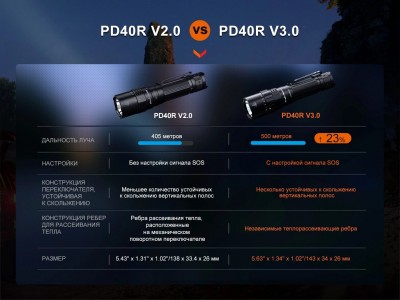 PD40R V2.0 VS PD40R V3.0
PD40R V2.0 PD40R V3.0
ДАЛЬНОСТЬ ЛУЧА 405 метров 500 метров ↑ 23%
НАСТРОЙКИ Без настройки сигнала SOS С настройкой сигнала SOS
КОНСТРУКЦИЯ
ПЕРЕКЛЮЧАТЕЛЯ,
УСТОЙЧИВАЯ
К СКОЛЬЖЕНИЮ
Меньшее количество устойчивых
к скольжению вертикальных полос
Несколько устойчивых к скольжению
вертикальных полос
КОНСТРУКЦИЯ РЕБЕР
ДЛЯ РАССЕИВАНИЯ
ТЕПЛА
Ребра рассеивания тепла,
расположенные
на механическом
поворотном переключателе
Независимые теплорассеивающие ребра
РАЗМЕР 5.43" x 1.31" x 1.02"/138 x 33.4 x 26 мм 5.63" x 1.34" x 1.02"/143 x 34 x 26 мм